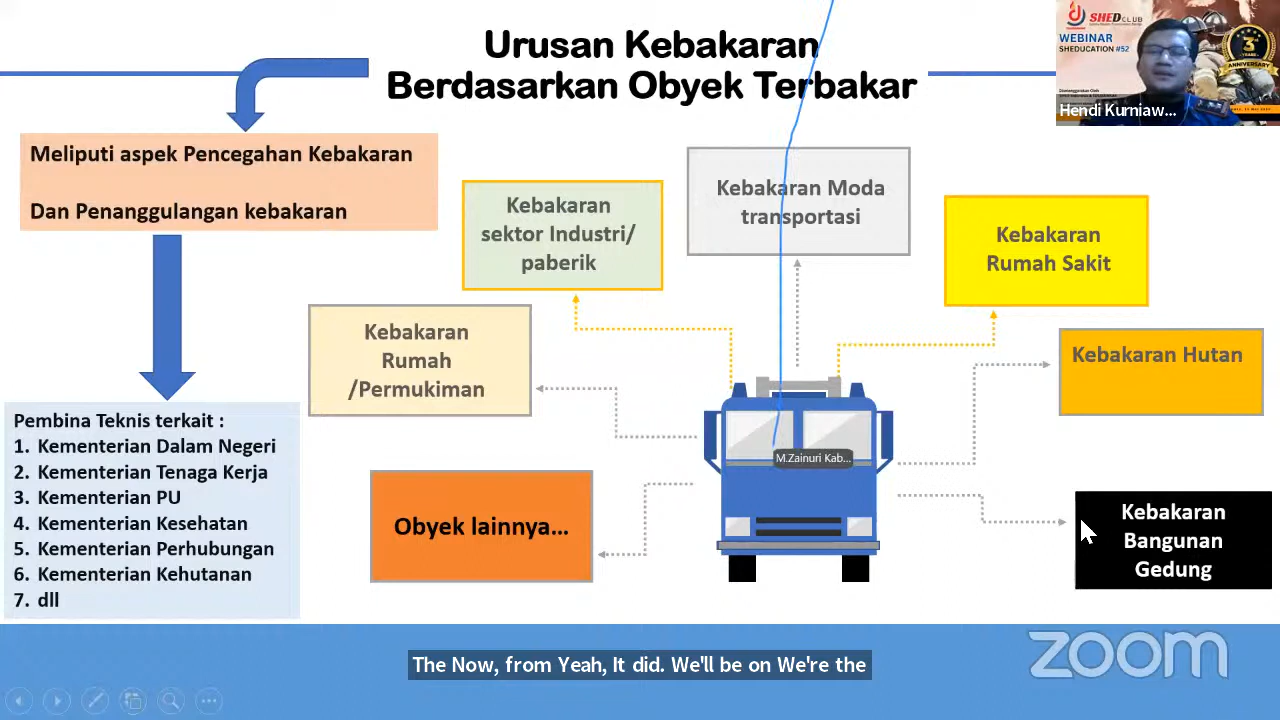 Urusan Kebakaran
Berdasarkan Obyek Terbakar
SHEDCLUB
WEBINAR
SHEDUCATION #52
3
YEARS
ANNIVERSARY
Hendi Kurniaw...
Meliputi aspek Pencegahan Kebakaran
Dan Penanggulangan kebakaran
Kebakaran
sektor Industri/
paberik
Kebakaran Moda
transportasi
Kebakaran
Rumah Sakit
Kebakaran
Rumah
/Permukiman
Kebakaran Hutan
Pembina Teknis terkait :
1. Kementerian Dalam Negeri
2. Kementerian Tenaga Kerja
3. Kementerian PU
4. Kementerian Kesehatan
5. Kementerian Perhubungan
6. Kementerian Kehutanan
7. dll
M.Zainuri Kab...
Obyek lainnya...
Kebakaran
Bangunan
Gedung
The Now, from Yeah, It did. We'll be on We're the
zoom